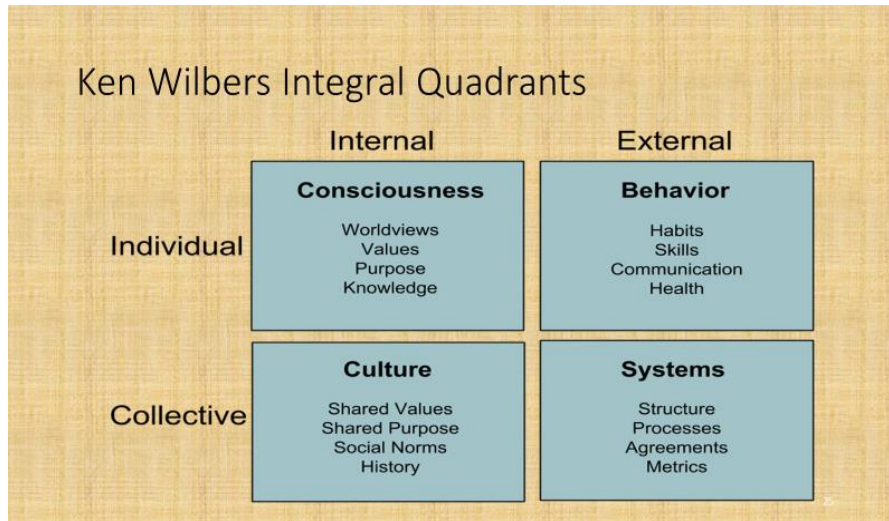 Ken Wilbers Integral Quadrants
Internal
External
Individual
Consciousness
Worldviews
Values
Purpose
Knowledge
Behavior
Habits
Skills
Communication
Health
Collective
Culture
Shared Values
Shared Purpose
Social Norms
History
Systems
Structure
Processes
Agreements
Metrics
25